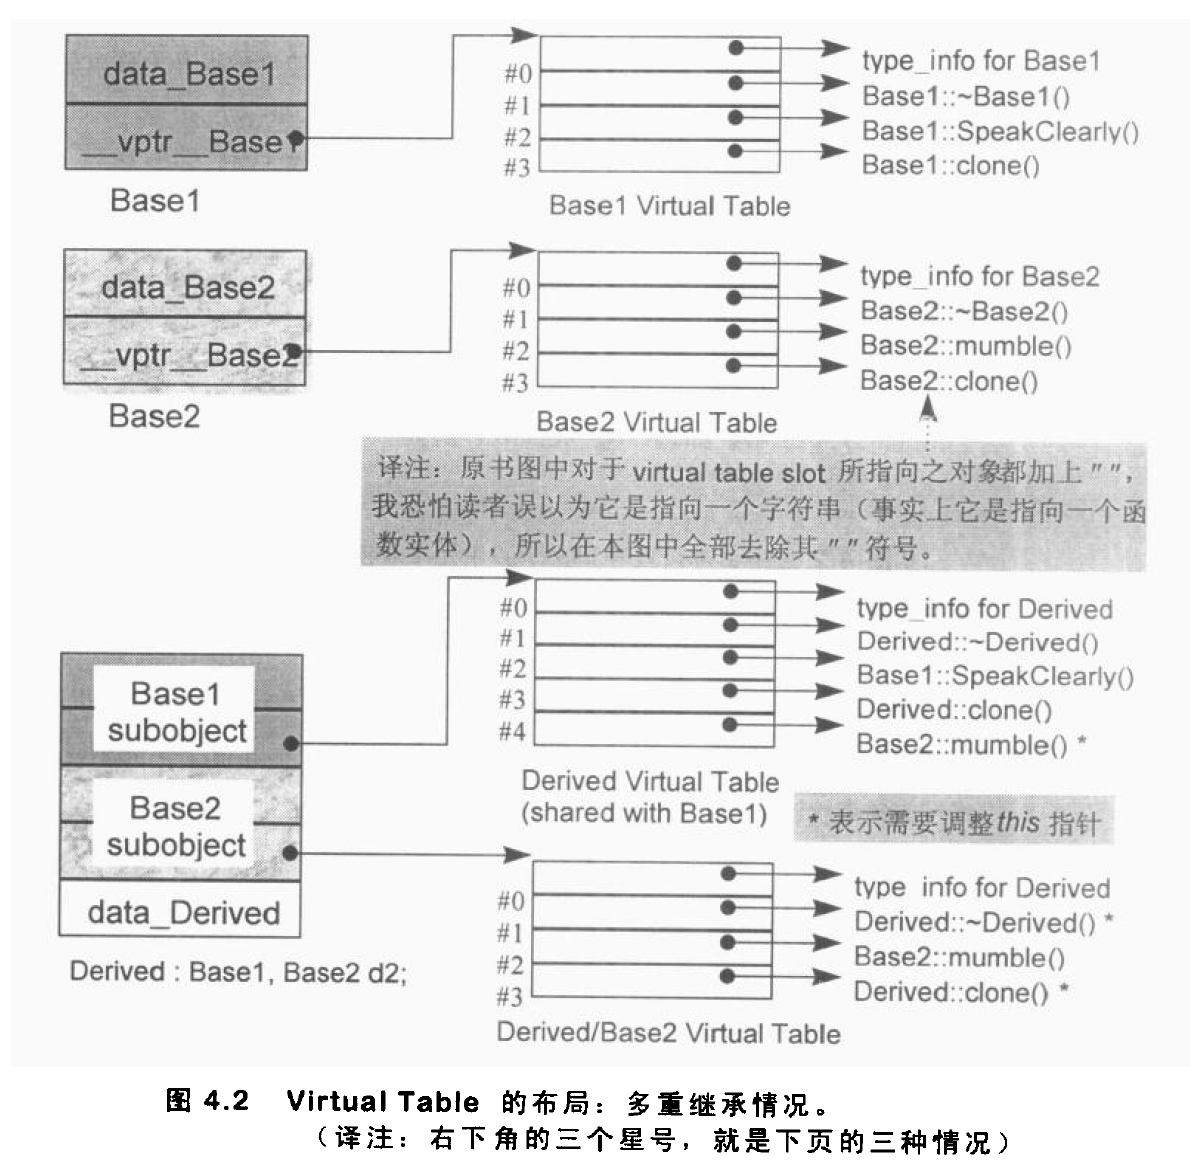 data_Base1
__vptr__Base1
Base1
#0
#1
#2
#3
type_info for Base1
Base1::~Base1()
Base1::SpeakClearly()
Base1::clone()
Base1 Virtual Table
data_Base2
__vptr__Base2
Base2
#0
#1
#2
#3
type_info for Base2
Base2::~Base2()
Base2::mumble()
Base2::clone()
Base2 Virtual Table
译注：原书图中对于 virtual table slot 所指向之对象都加上 " "，
我恐怕读者误以为它是指向一个字符串（事实上它是指向一个函
数实体），所以在本图中全部去除其 " " 符号。
Base1
subobject
Base2
subobject
data_Derived
Derived : Base1, Base2 d2;
#0
#1
#2
#3
#4
type_info for Derived
Derived::~Derived()
Base1::SpeakClearly()
Derived::clone()
Base2::mumble() *
Derived Virtual Table
(shared with Base1)
* 表示需要调整 this 指针
#0
#1
#2
#3
type info for Derived
Derived::~Derived() *
Base2::mumble()
Derived::clone() *
Derived/Base2 Virtual Table
图 4.2 Virtual Table 的布局：多重继承情况。
（译注：右下角的三个星号，就是下页的三种情况）